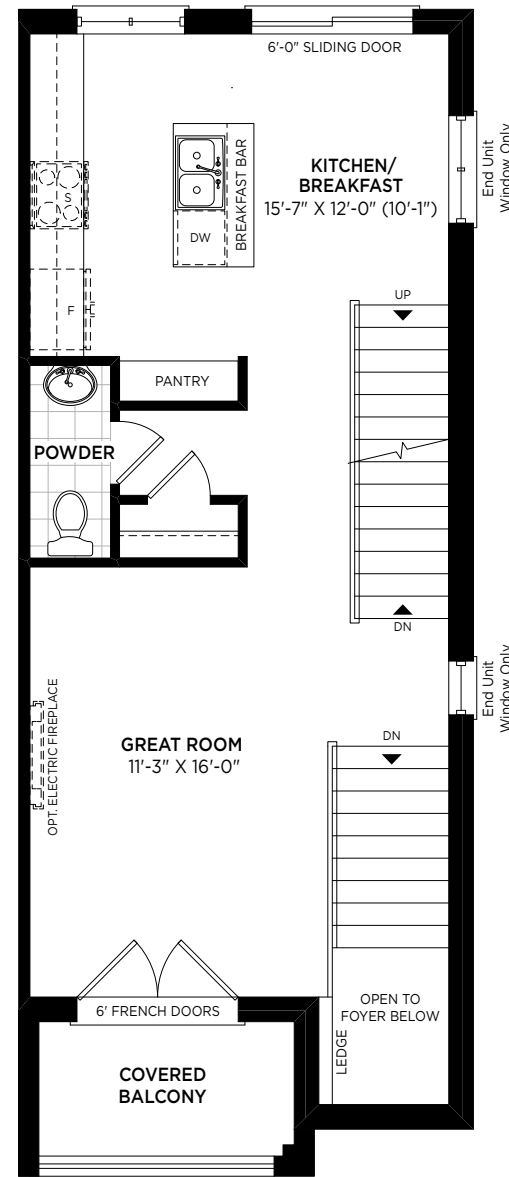 6'-0" SLIDING DOOR
End Unit
Window Only
KITCHEN/
BREAKFAST
15'-7" X 12'-0" (10'-1")
BREAKFAST BAR
S
DW
F
UP
PANTRY
POWDER
DN
End Unit
Window Only
OPT. ELECTRIC FIREPLACE
GREAT ROOM
11'-3" X 16'-0"
DN
6' FRENCH DOORS
OPEN TO
FOYER BELOW
LEDGE
COVERED
BALCONY